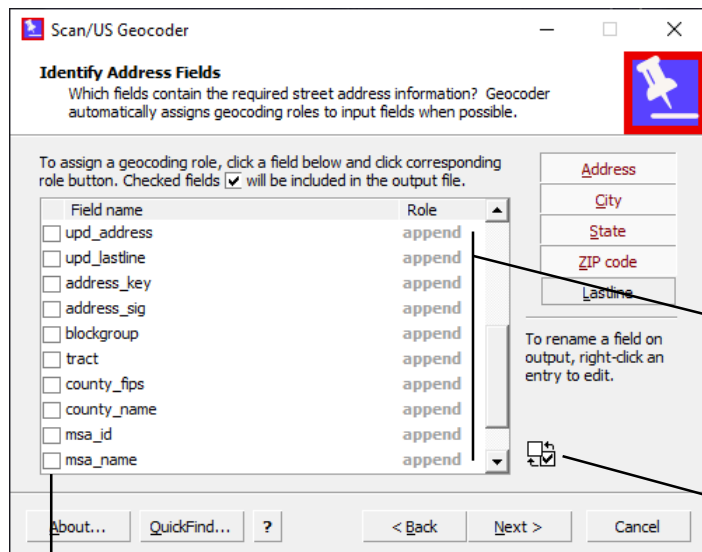 Scan/US Geocoder
Identify Address Fields
Which fields contain the required street address information? Geocoder
automatically assigns geocoding roles to input fields when possible.
To assign a geocoding role, click a field below and click corresponding
role button. Checked fields will be included in the output file.
Field name Role
upd_address append
upd_lastline append
address_key append
address_sig append
blockgroup append
tract append
county_fips append
county_name append
msa_id append
msa_name append
Address
City
State
ZIP code
Lastline
To rename a field on
output, right-click an
entry to edit.
About... QuickFind... ? < Back Next > Cancel